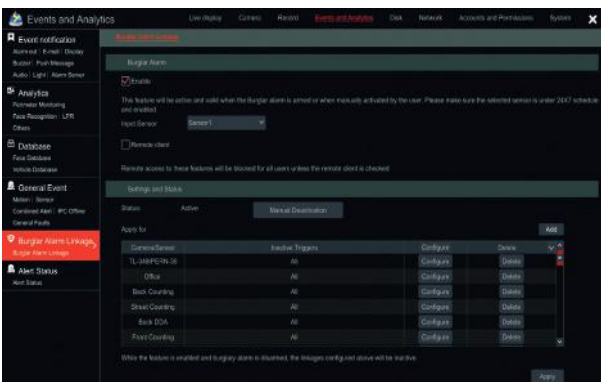 Events and Analytics
Live display Camera Record Events and Analytics Disk Network Accounts and Permissions System X
Event notification
Alarm out | E-mail | Display
Buzzer | Push Message
Audio | Light | Alarm Server
Analytics
Perimeter Monitoring
Face Recognition | LPR
Others
Database
Face Database
Vehicle Database
General Event
Motion | Sensor
Combined Alert | IPC Offline
General Faults
Burglar Alarm Linkage
Burglar Alarm Linkage
Alert Status
Alert Status
Burglar Alarm Linkage
Burglar Alarm
Enable
This feature will be active and valid when the Burglar alarm is armed or when manually activated by the user. Please make sure the selected sensor is under 24X7 schedule
and enabled
Input Sensor Sensor1
Remote client
Remote access to these features will be blocked for all users unless the remote client is checked
Settings and Status
Status Active Manual Deactivation
Apply for Add
Camera/Sensor Inactive Triggers Configure Delete
All Configure Delete
Office All Configure Delete
Back Counting All Configure Delete
Street Counting All Configure Delete
Back DDA All Configure Delete
Front Counting All Configure Delete
While the feature is enabled and burglary alarm is disarmed, the linkages configured above will be inactive
Apply